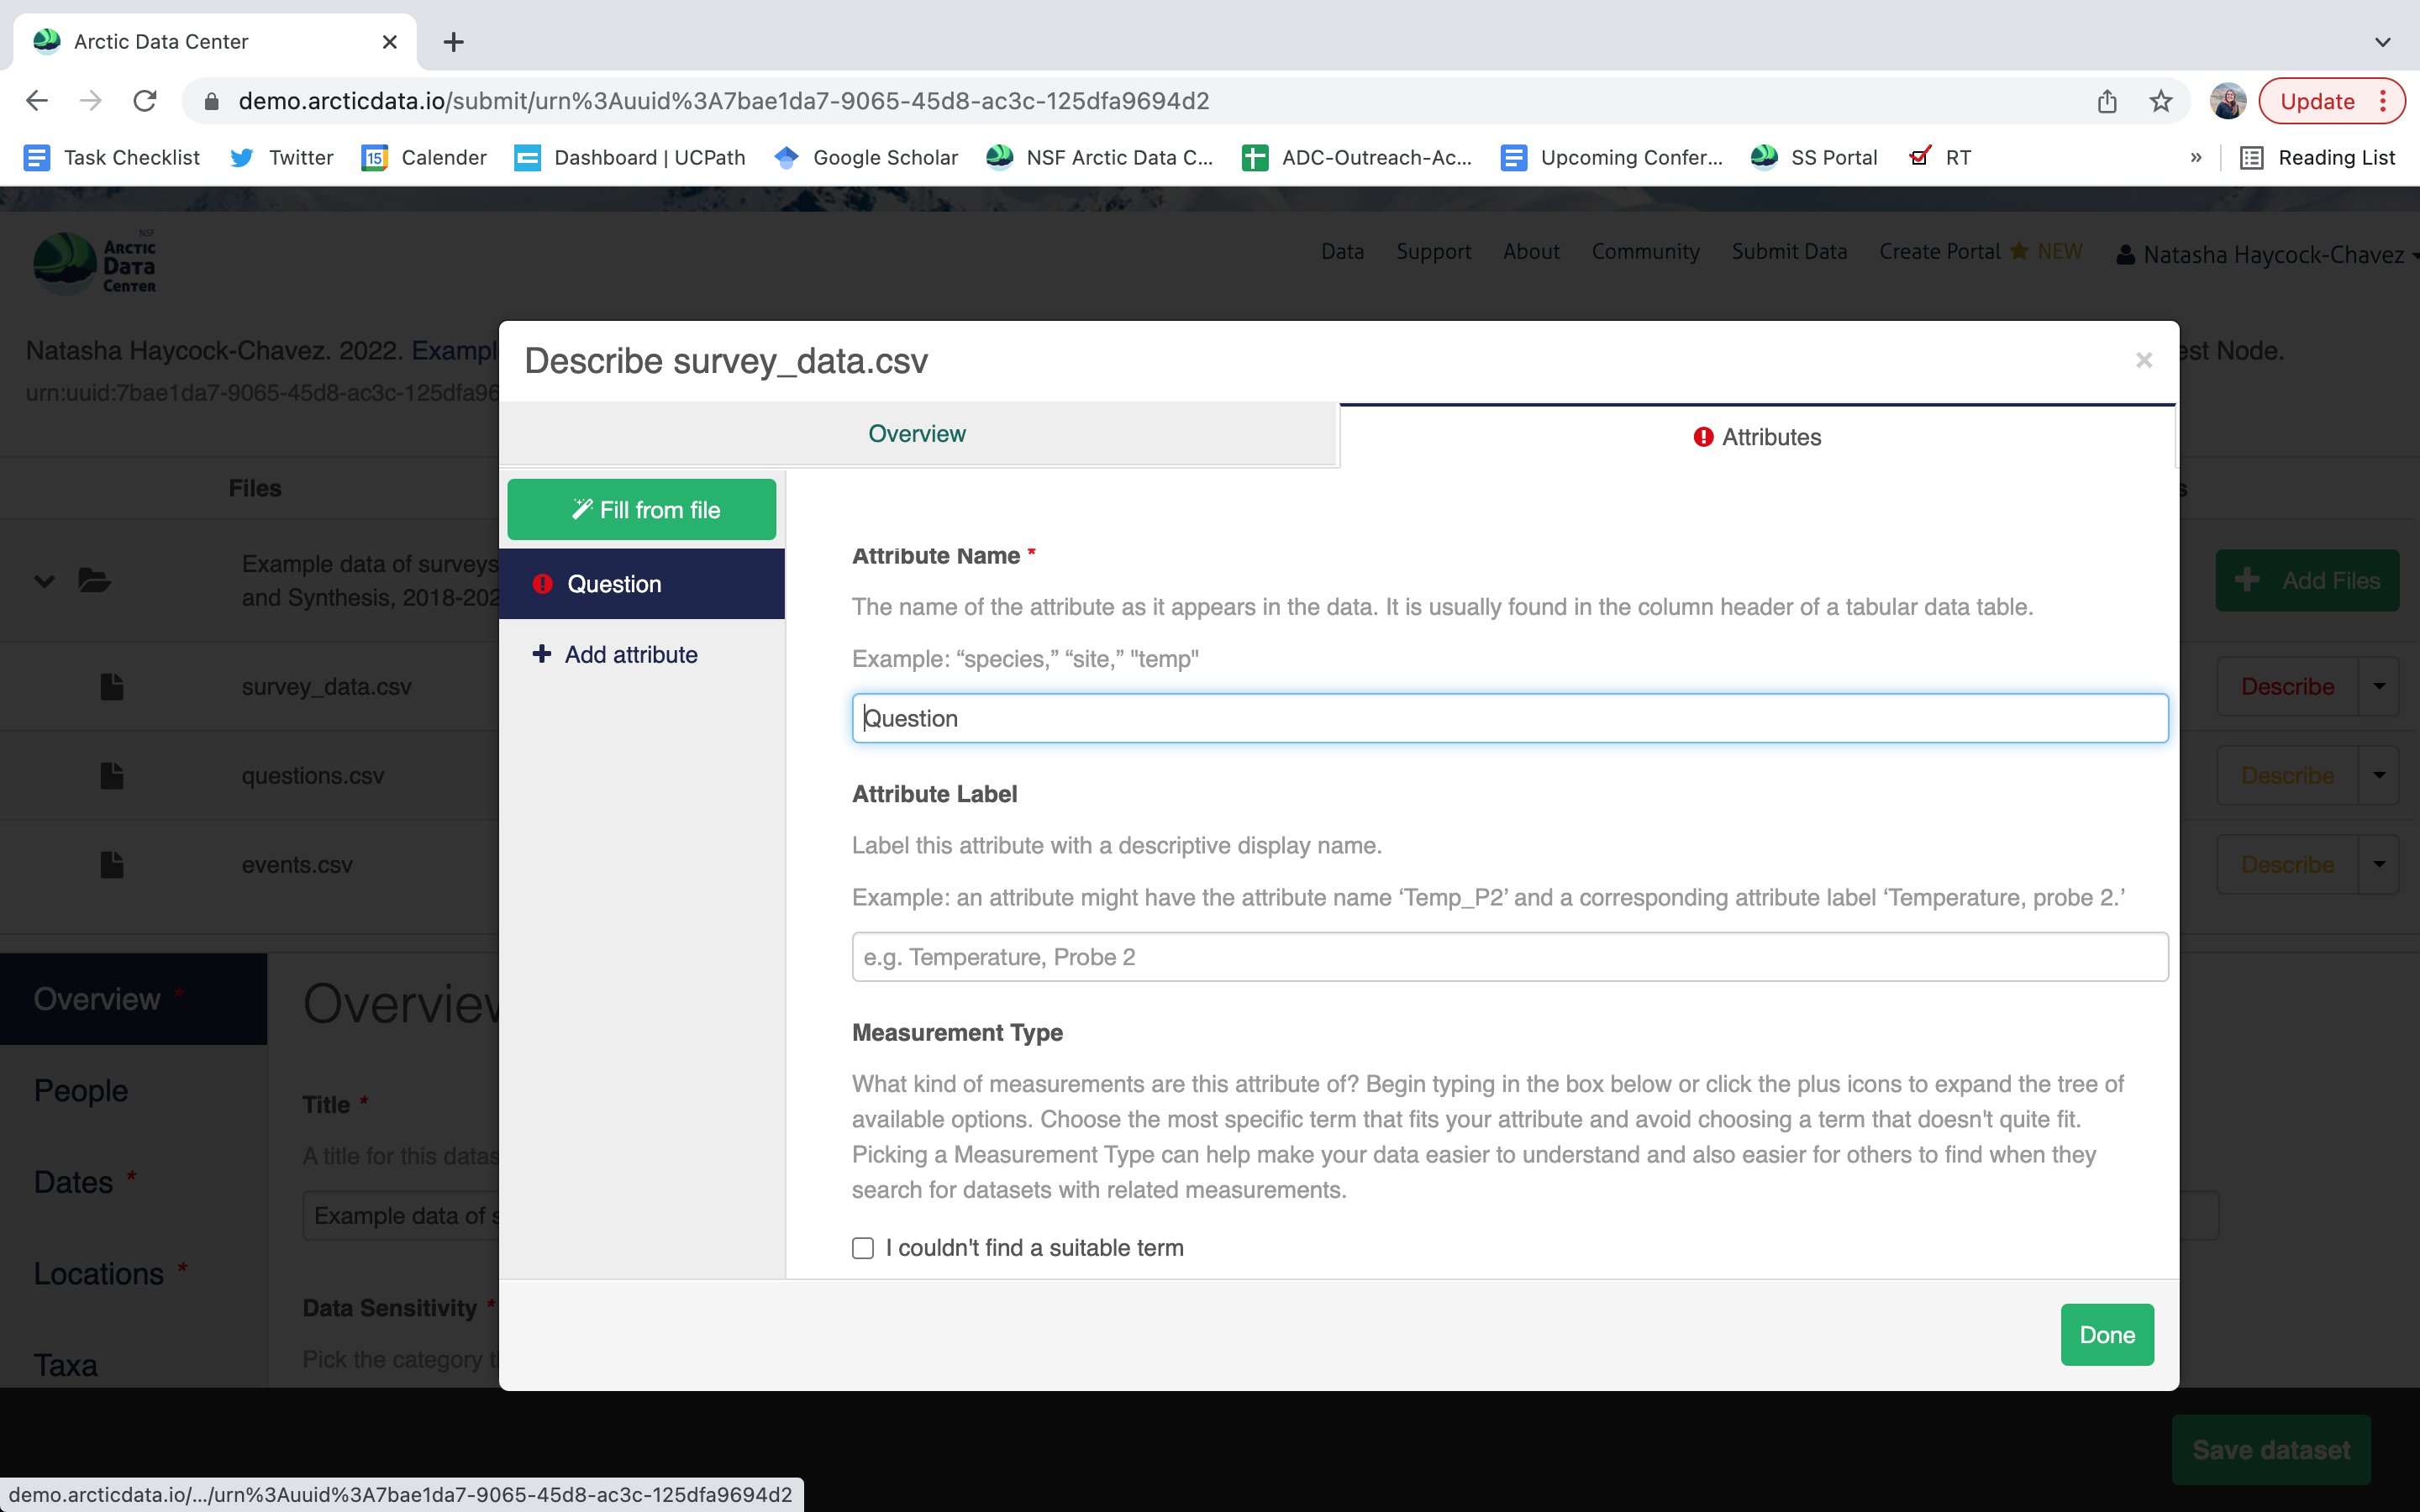 Arctic Data Center
demo.arcticdata.io/submit/urn%3Auuid%3A7bae1da7-9065-45d8-ac3c-125dfa9694d2
Update
Task Checklist
Twitter
15
Calender
Dashboard | UCPath
Google Scholar
NSF Arctic Data C...
ADC-Outreach-Ac...
Upcoming Confer...
SS Portal
RT
»
Reading List
NSF
ARCTIC
DATA
CENTER
Data
Support
About
Community
Submit Data
Create Portal
NEW
Natasha Haycock-Chavez
Natasha Haycock-Chavez. 2022. Exampl
est Node.
urn:uuid:7bae1da7-9065-45d8-ac3c-125dfa96
Files
s
Example data of surveys
and Synthesis, 2018-202
Add Files
survey_data.csv
Describe
questions.csv
Describe
events.csv
Describe
Overview *
People
Dates *
Locations *
Taxa
Overview
Title *
A title for this datas
Example data of s
Data Sensitivity *
Pick the category t
Describe survey_data.csv
×
Overview
Attributes
Fill from file
Question
Add attribute
Attribute Name *
The name of the attribute as it appears in the data. It is usually found in the column header of a tabular data table.
Example: “species,” “site,” "temp"
Question
Attribute Label
Label this attribute with a descriptive display name.
Example: an attribute might have the attribute name ‘Temp_P2’ and a corresponding attribute label ‘Temperature, probe 2.’
e.g. Temperature, Probe 2
Measurement Type
What kind of measurements are this attribute of? Begin typing in the box below or click the plus icons to expand the tree of
available options. Choose the most specific term that fits your attribute and avoid choosing a term that doesn't quite fit.
Picking a Measurement Type can help make your data easier to understand and also easier for others to find when they
search for datasets with related measurements.
I couldn't find a suitable term
Done
Save dataset
demo.arcticdata.io/.../urn%3Auuid%3A7bae1da7-9065-45d8-ac3c-125dfa9694d2